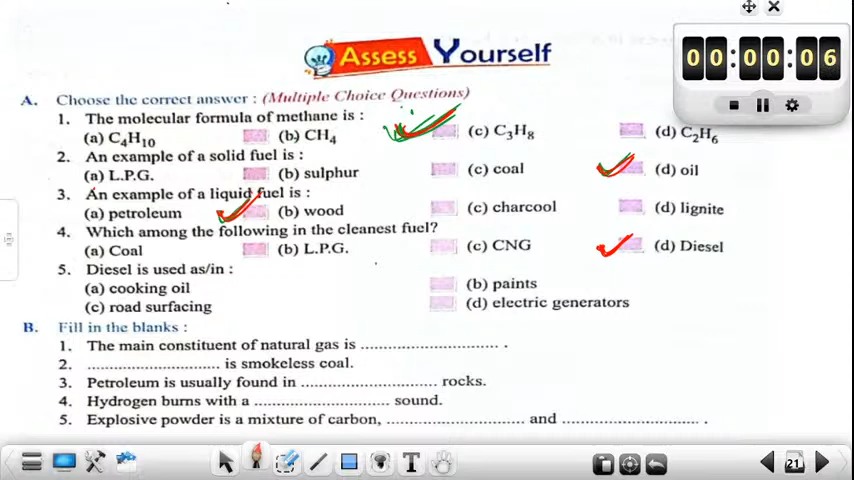 Assess Yourself
00:00:06
A. Choose the correct answer : (Multiple Choice Questions)
1. The molecular formula of methane is :
(a) C₄H₁₀ (b) CH₄ (c) C₃H₈ (d) C₂H₆
2. An example of a solid fuel is :
(a) L.P.G. (b) sulphur (c) coal (d) oil
3. An example of a liquid fuel is :
(a) petroleum (b) wood (c) charcool (d) lignite
4. Which among the following in the cleanest fuel?
(a) Coal (b) L.P.G. (c) CNG (d) Diesel
5. Diesel is used as/in :
(a) cooking oil (b) paints
(c) road surfacing (d) electric generators
B. Fill in the blanks :
1. The main constituent of natural gas is ................................ .
2. ................................ is smokeless coal.
3. Petroleum is usually found in ................................ rocks.
4. Hydrogen burns with a ................................ sound.
5. Explosive powder is a mixture of carbon, ................................ and ................................ .
T 21